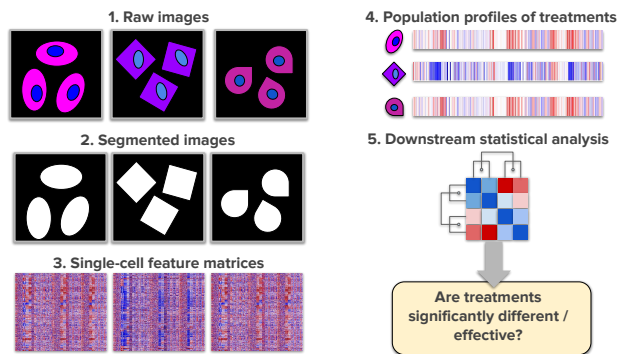 1. Raw images
2. Segmented images
3. Single-cell feature matrices
4. Population profiles of treatments
5. Downstream statistical analysis
Are treatments
significantly different /
effective?